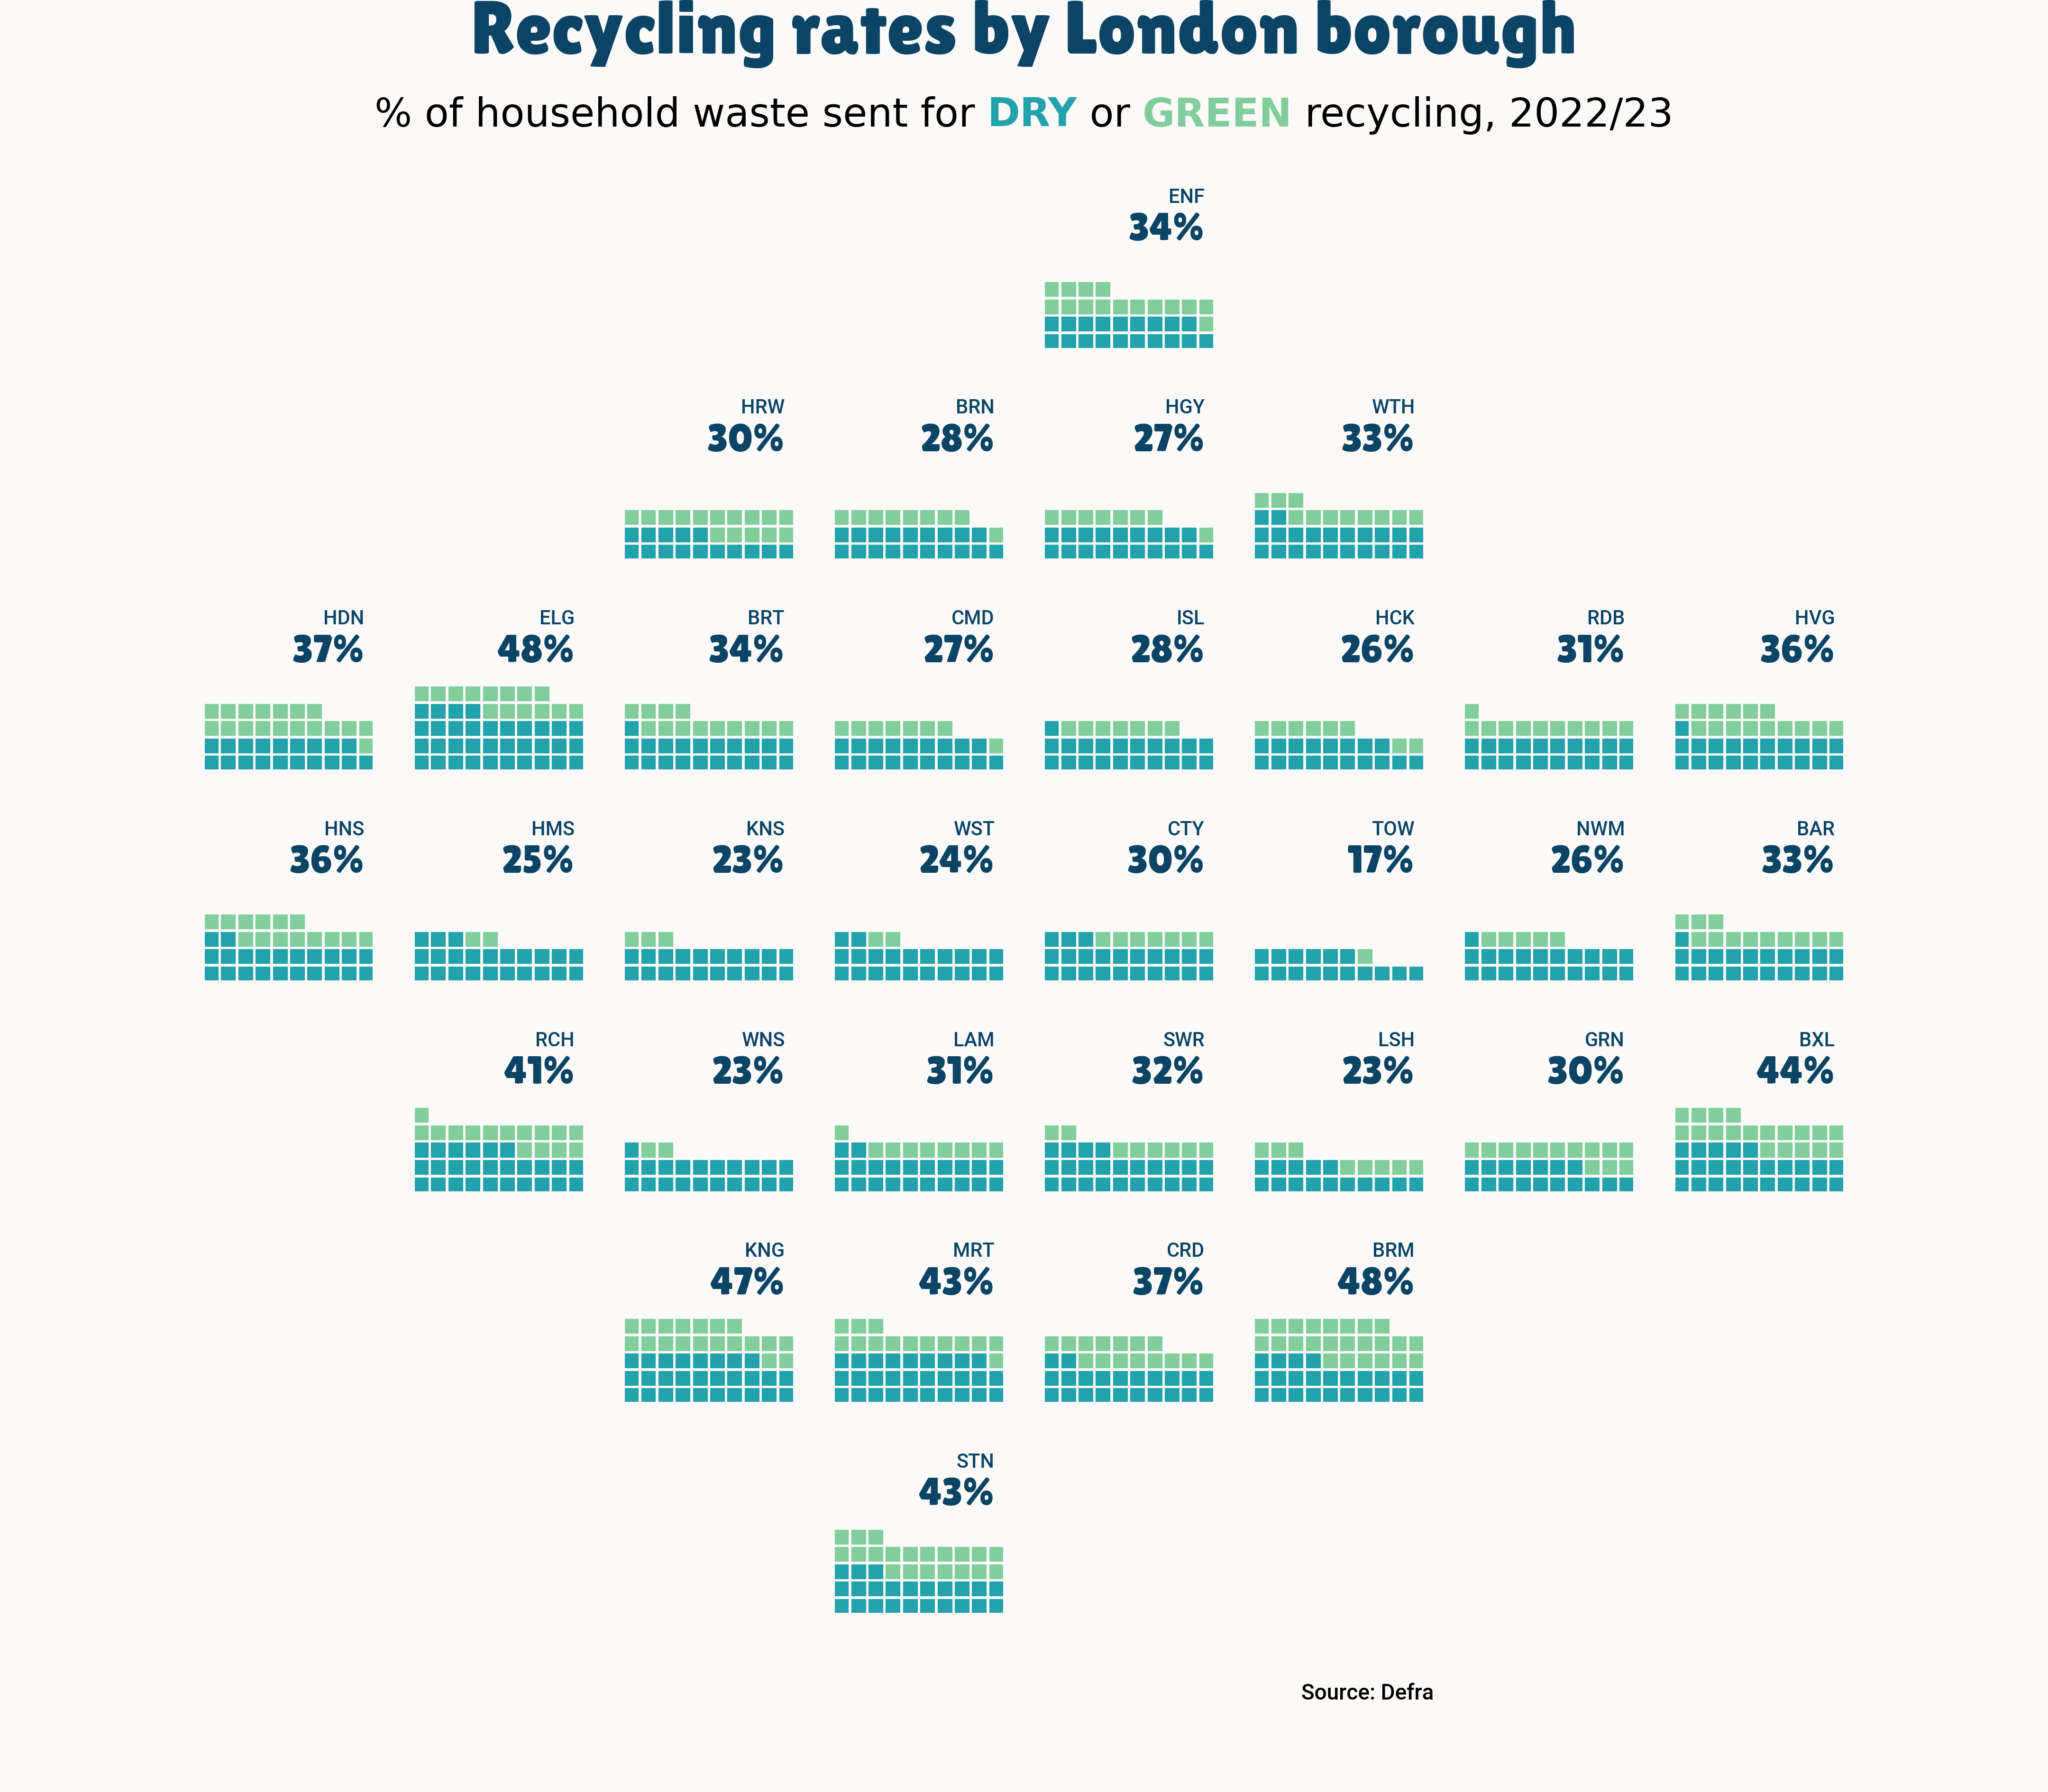 Recycling rates by London borough
% of household waste sent for DRY or GREEN recycling, 2022/23
ENF
34%
HRW
30%
BRN
28%
HGY
27%
WTH
33%
HDN
37%
ELG
48%
BRT
34%
CMD
27%
ISL
28%
HCK
26%
RDB
31%
HVG
36%
HNS
36%
HMS
25%
KNS
23%
WST
24%
CTY
30%
TOW
17%
NWM
26%
BAR
33%
RCH
41%
WNS
23%
LAM
31%
SWR
32%
LSH
23%
GRN
30%
BXL
44%
KNG
47%
MRT
43%
CRD
37%
BRM
48%
STN
43%
Source: Defra